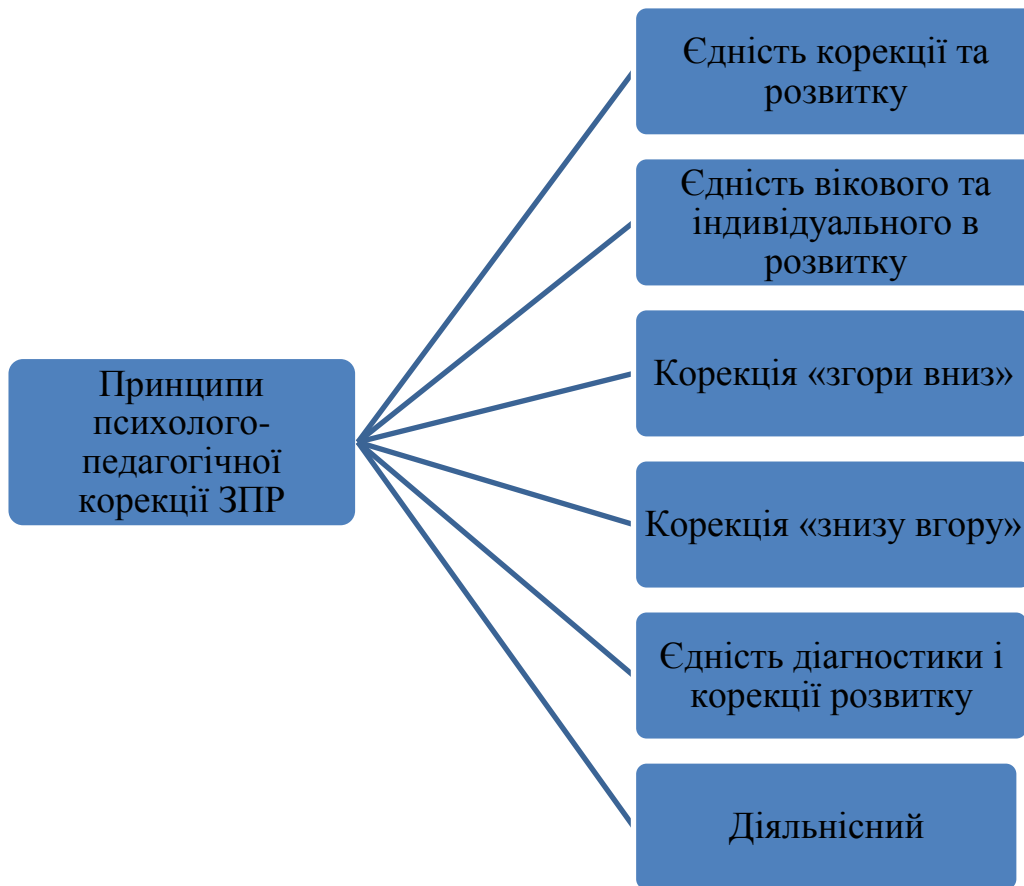 Єдність корекції та
розвитку
Єдність вікового та
індивідуального в
розвитку
Корекція «згори вниз»
Принципи
психолого-
педагогічної
корекції ЗПР
Корекція «знизу вгору»
Єдність діагностики і
корекції розвитку
Діяльнісний